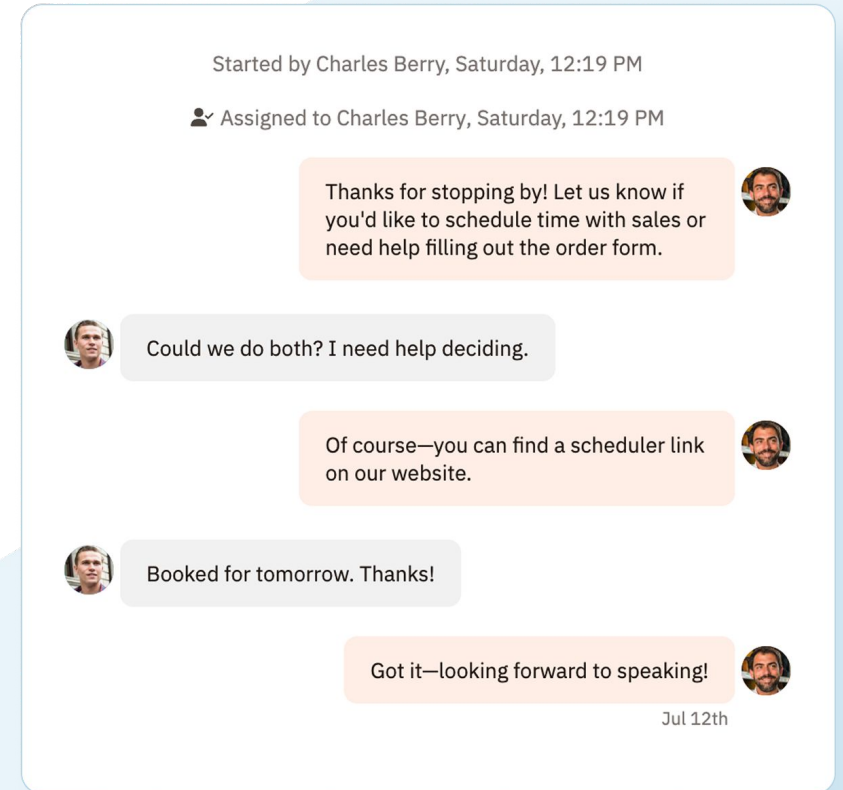 Started by Charles Berry, Saturday, 12:19 PM
Assigned to Charles Berry, Saturday, 12:19 PM
Thanks for stopping by! Let us know if
you'd like to schedule time with sales or
need help filling out the order form.
Could we do both? I need help deciding.
Of course—you can find a scheduler link
on our website.
Booked for tomorrow. Thanks!
Got it—looking forward to speaking!
Jul 12th